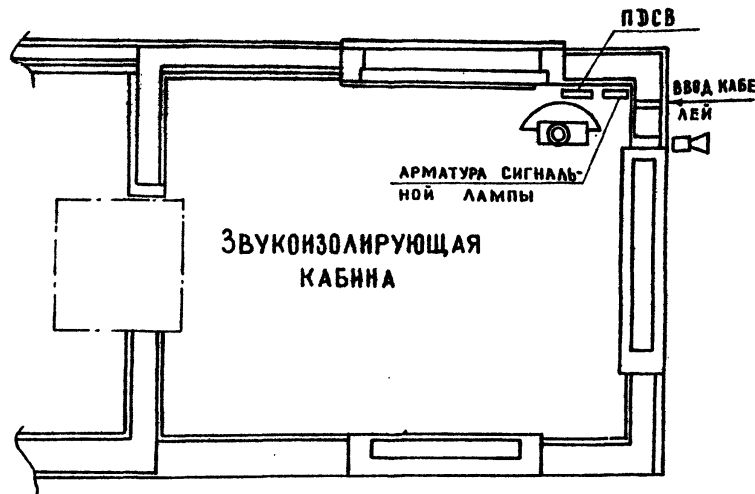 ПДСВ
ВВОД КАБЕ
ЛЕЙ
АРМАТУРА СИГНАЛЬ-
НОЙ ЛАМПЫ
ЗВУКОИЗОЛИРУЮЩАЯ
КАБИНА